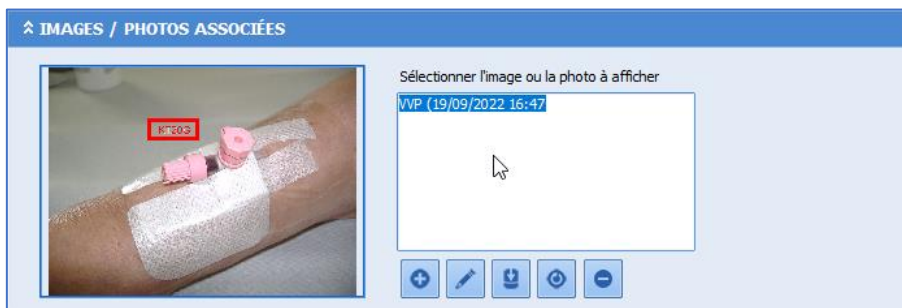 IMAGES / PHOTOS ASSOCIÉES
Sélectionner l'image ou la photo à afficher
VVP (19/09/2022 16:47